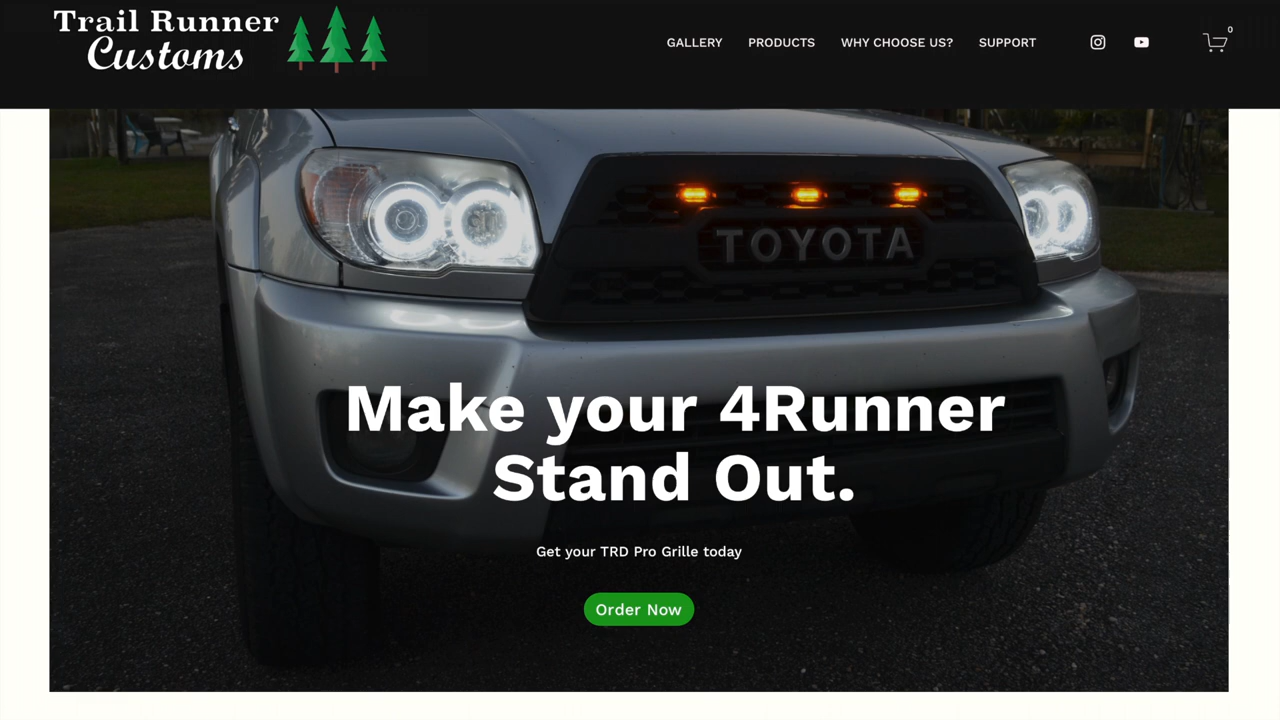 Trail Runner
Customs
GALLERY PRODUCTS WHY CHOOSE US? SUPPORT
0
TOYOTA
Make your 4Runner
Stand Out.
Get your TRD Pro Grille today
Order Now